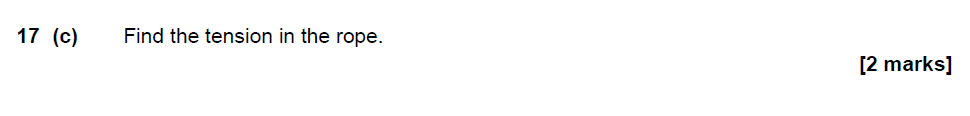 17 (c) Find the tension in the rope.
[2 marks]